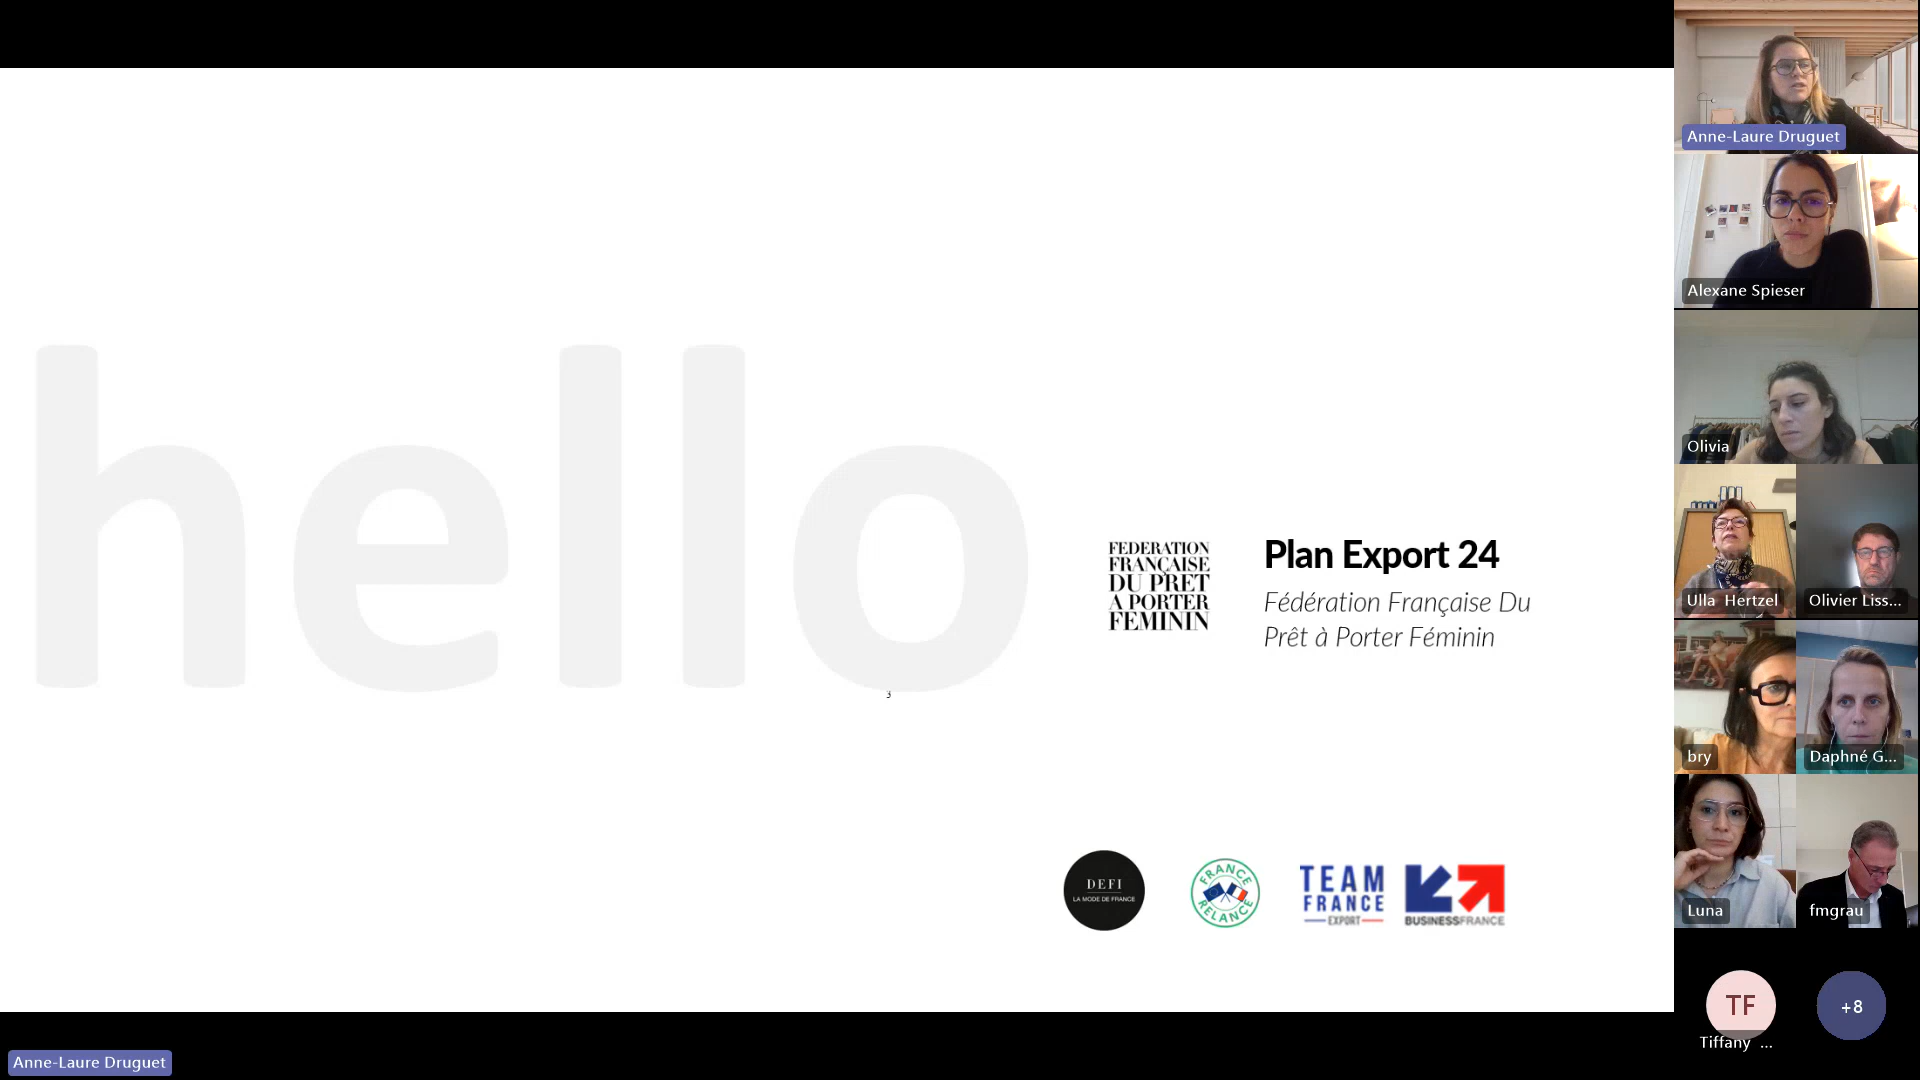 hello
FEDERATION
FRANÇAISE
DU PRET
A PORTER
FEMININ
Plan Export 24
Fédération Française Du
Prêt à Porter Féminin
3
DEFI
LA MODE DE FRANCE
FRANCE
RELANCE
TEAM
FRANCE
EXPORT
BUSINESSFRANCE
Anne-Laure Druguet
Anne-Laure Druguet
Alexane Spieser
Olivia
Ulla Hertzel
Olivier Liss...
bry
Daphné G...
Luna
fmgrau
TF
Tiffany ...
+8